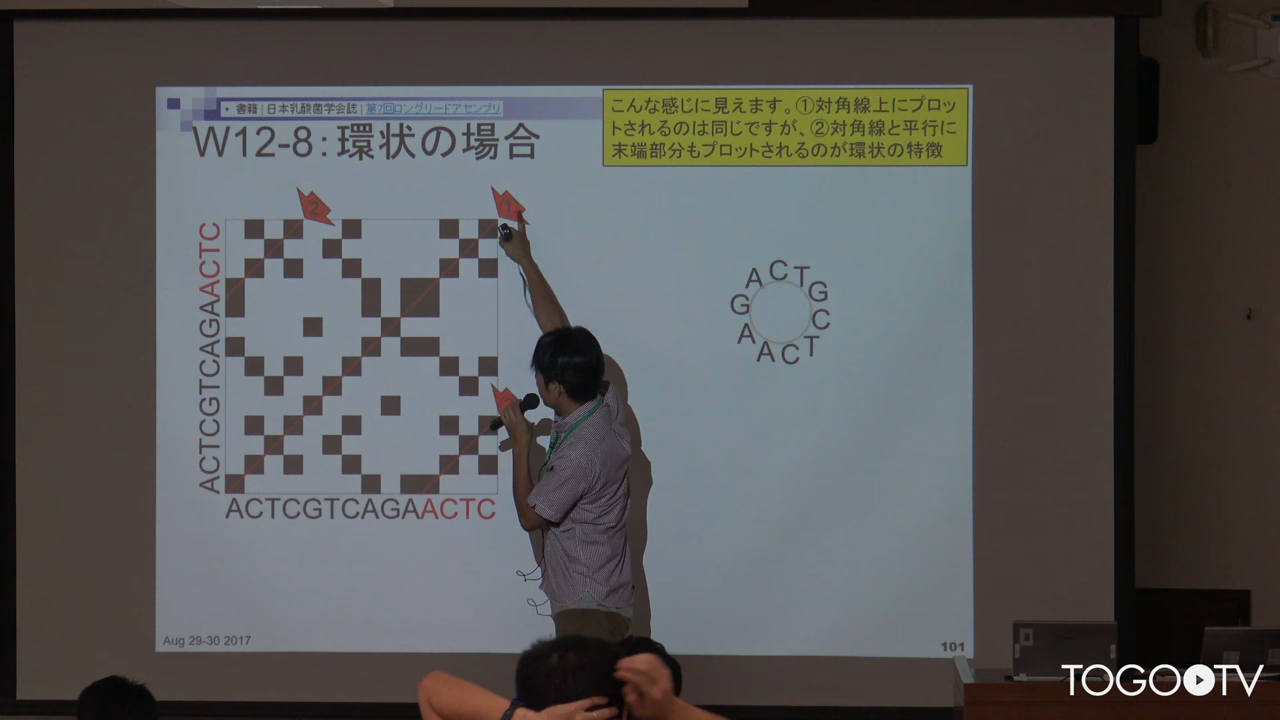 • 書籍 | 日本乳酸菌学会誌 | 第7回ロングリードアセンブリ
W12-8：環状の場合
こんな感じに見えます。①対角線上にプロッ
トされるのは同じですが、②対角線と平行に
末端部分もプロットされるのが環状の特徴
②
①
ACTCGTCAGAACTC
ACTCGTCAGAACTC
ACTGCTCAAG
Aug 29-30 2017
101
TOGOTV